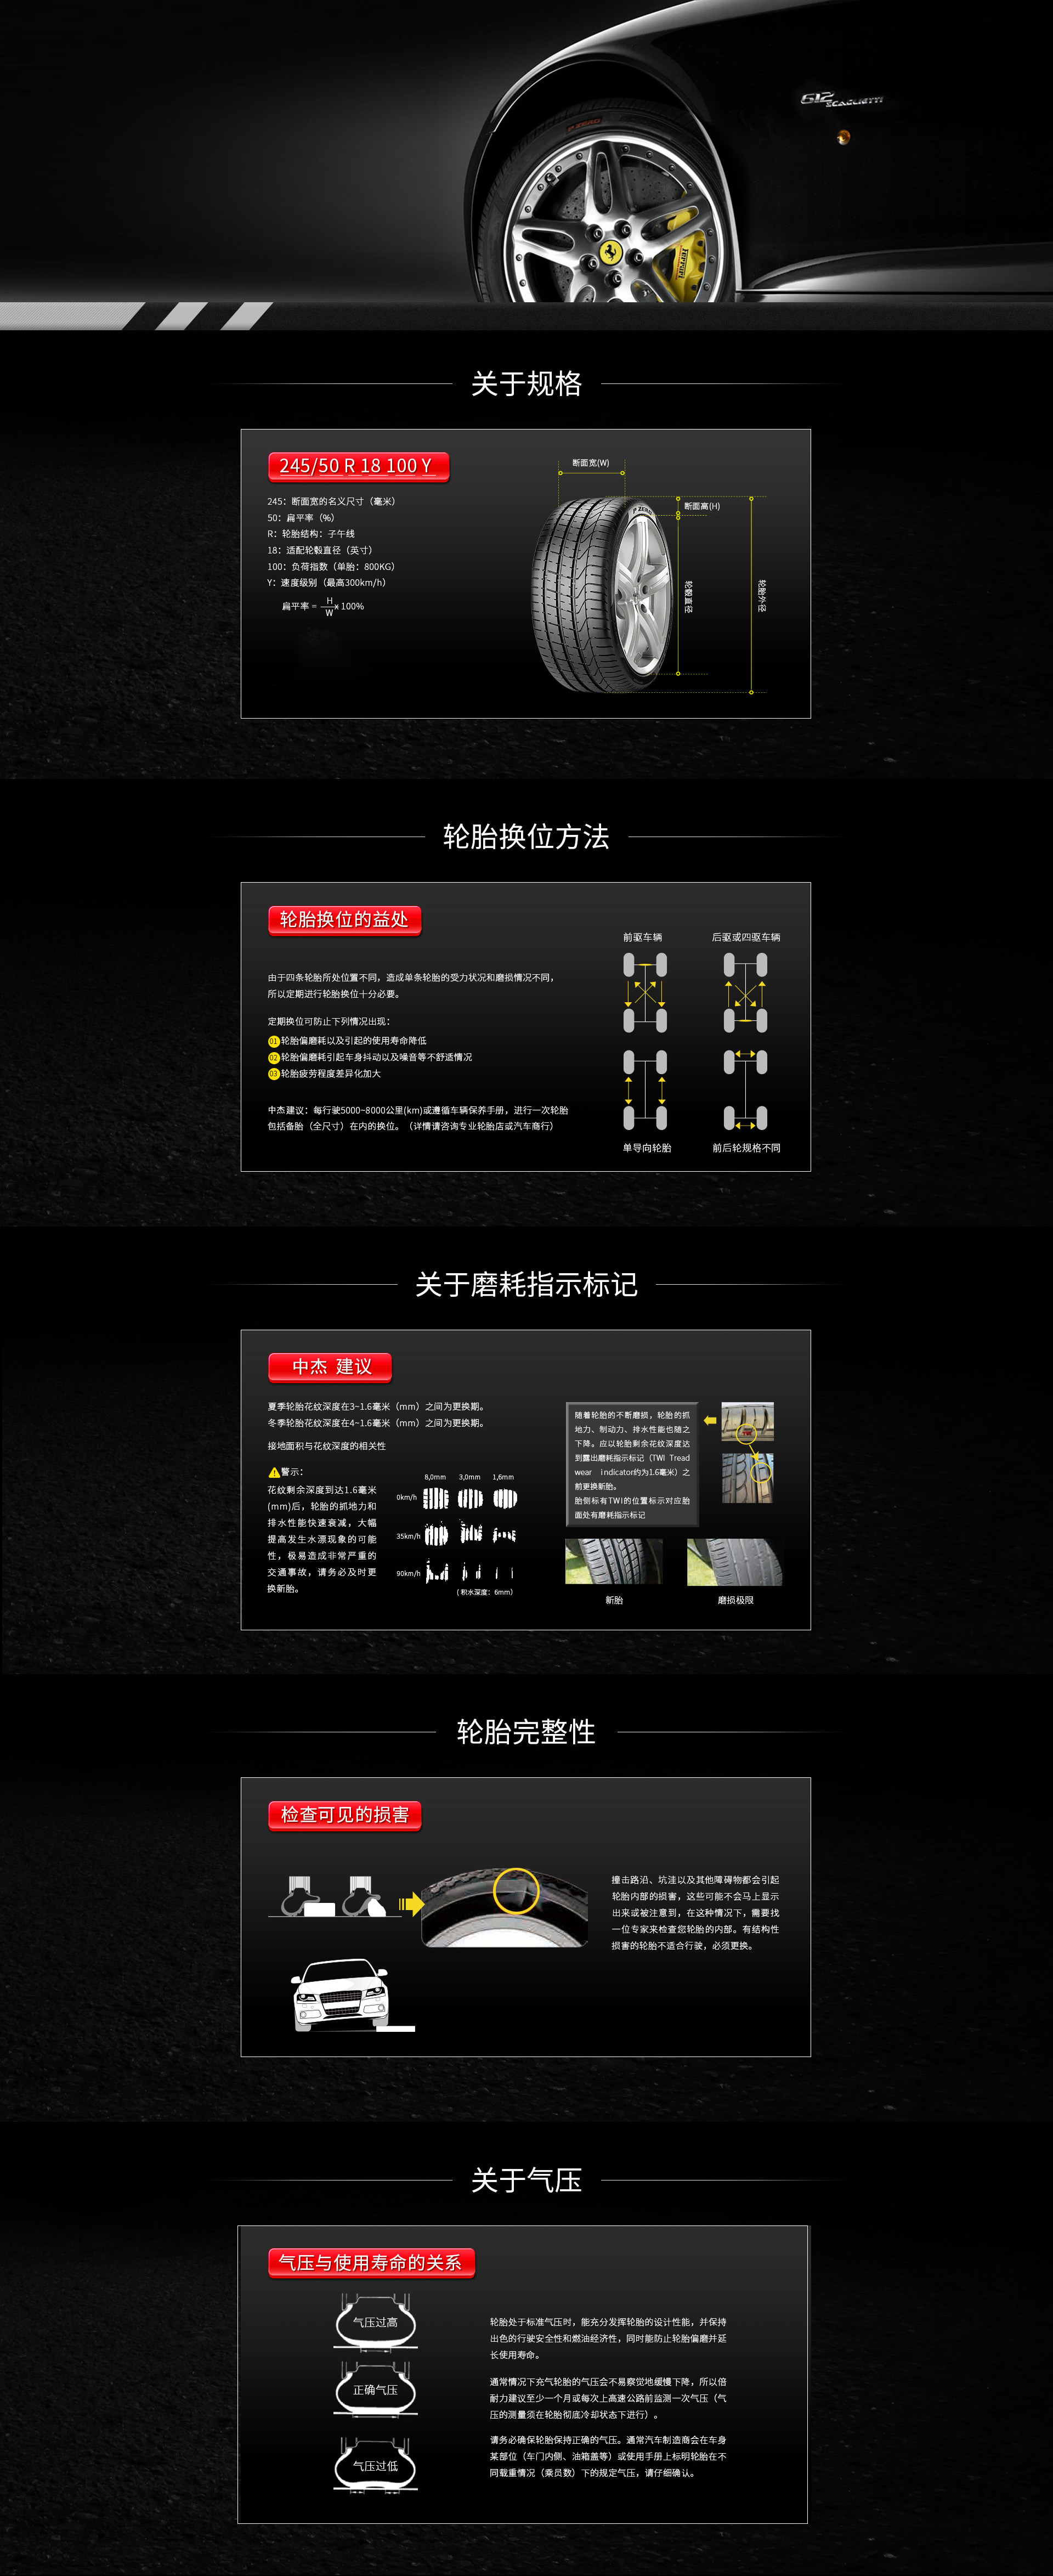 612
SCAGLIETTI
P ZERO
Ferrari
关于规格
245/50 R 18 100 Y
245：断面宽的名义尺寸（毫米）
50：扁平率（%）
R：轮胎结构：子午线
18：适配轮毂直径（英寸）
100：负荷指数（单胎：800KG）
Y：速度级别（最高300km/h）
扁平率 = H/W x 100%
断面宽(W)
断面高(H)
P ZERO
轮毂直径
轮胎外径
轮胎换位方法
轮胎换位的益处
由于四条轮胎所处位置不同，造成单条轮胎的受力状况和磨损情况不同，
所以定期进行轮胎换位十分必要。
定期换位可防止下列情况出现：
01 轮胎偏磨耗以及引起的使用寿命降低
02 轮胎偏磨耗引起车身抖动以及噪音等不舒适情况
03 轮胎疲劳程度差异化加大
中杰建议：每行驶5000~8000公里(km)或遵循车辆保养手册，进行一次轮胎
包括备胎（全尺寸）在内的换位。（详情请咨询专业轮胎店或汽车商行）
前驱车辆
后驱或四驱车辆
单导向轮胎
前后轮规格不同
关于磨耗指示标记
中杰 建议
夏季轮胎花纹深度在3~1.6毫米（mm）之间为更换期。
冬季轮胎花纹深度在4~1.6毫米（mm）之间为更换期。
接地面积与花纹深度的相关性
警示：
花纹剩余深度到达1.6毫米
(mm)后，轮胎的抓地力和
排水性能快速衰减，大幅
提高发生水漂现象的可能
性，极易造成非常严重的
交通事故，请务必及时更
换新胎。
8,0mm 3,0mm 1,6mm
0km/h
35km/h
90km/h
( 积水深度：6mm）
随着轮胎的不断磨损，轮胎的抓
地力、制动力、排水性能也随之
下降。应以轮胎剩余花纹深度达
到露出磨耗指示标记（TWI Tread
wear indicator约为1.6毫米）之
前更换新胎。
胎侧标有TWI的位置标示对应胎
面处有磨耗指示标记
TWI
新胎
磨损极限
轮胎完整性
检查可见的损害
撞击路沿、坑洼以及其他障碍物都会引起
轮胎内部的损害，这些可能不会马上显示
出来或被注意到，在这种情况下，需要找
一位专家来检查您轮胎的内部。有结构性
损害的轮胎不适合行驶，必须更换。
关于气压
气压与使用寿命的关系
气压过高
正确气压
气压过低
轮胎处于标准气压时，能充分发挥轮胎的设计性能，并保持
出色的行驶安全性和燃油经济性，同时能防止轮胎偏磨并延
长使用寿命。
通常情况下充气轮胎的气压会不易察觉地缓慢下降，所以倍
耐力建议至少一个月或每次上高速公路前监测一次气压（气
压的测量须在轮胎彻底冷却状态下进行）。
请务必确保轮胎保持正确的气压。通常汽车制造商会在车身
某部位（车门内侧、油箱盖等）或使用手册上标明轮胎在不
同载重情况（乘员数）下的规定气压，请仔细确认。